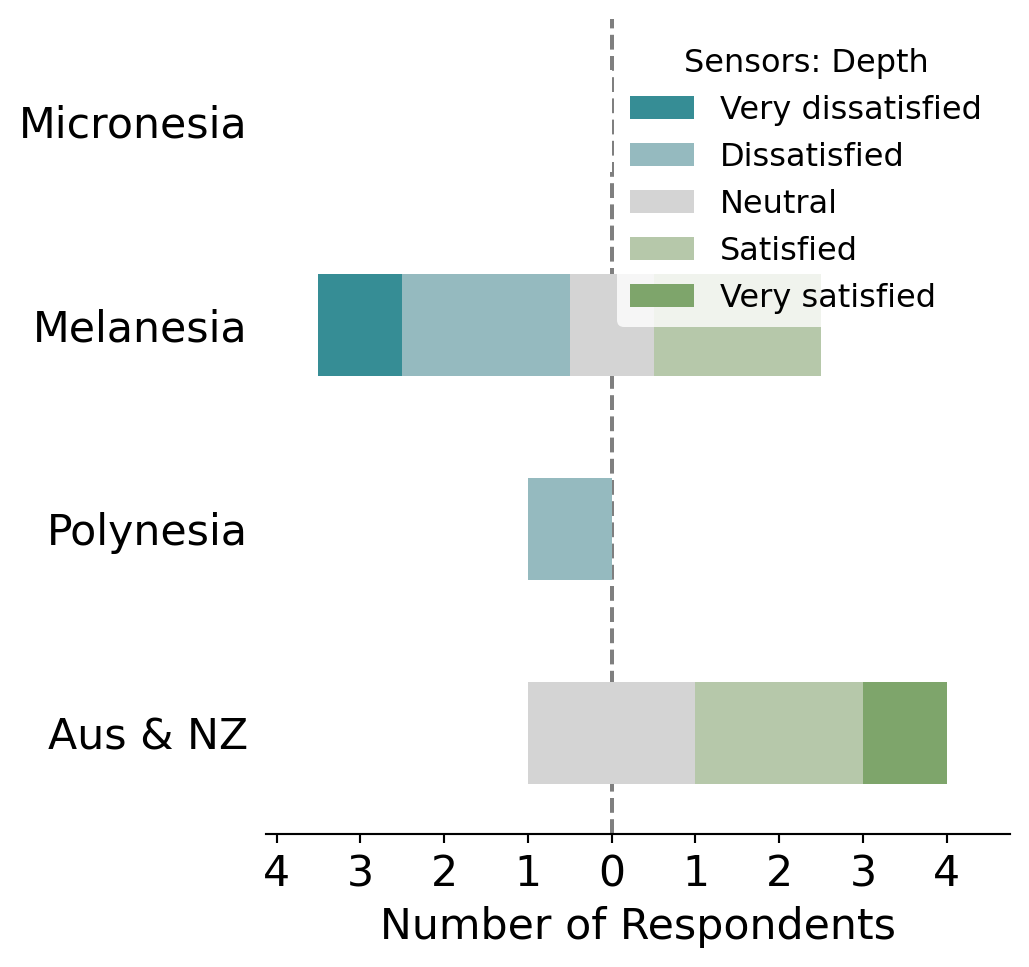 Sensors: Depth
Very dissatisfied
Dissatisfied
Neutral
Satisfied
Very satisfied
Micronesia
Melanesia
Polynesia
Aus & NZ
4 3 2 1 0 1 2 3 4
Number of Respondents